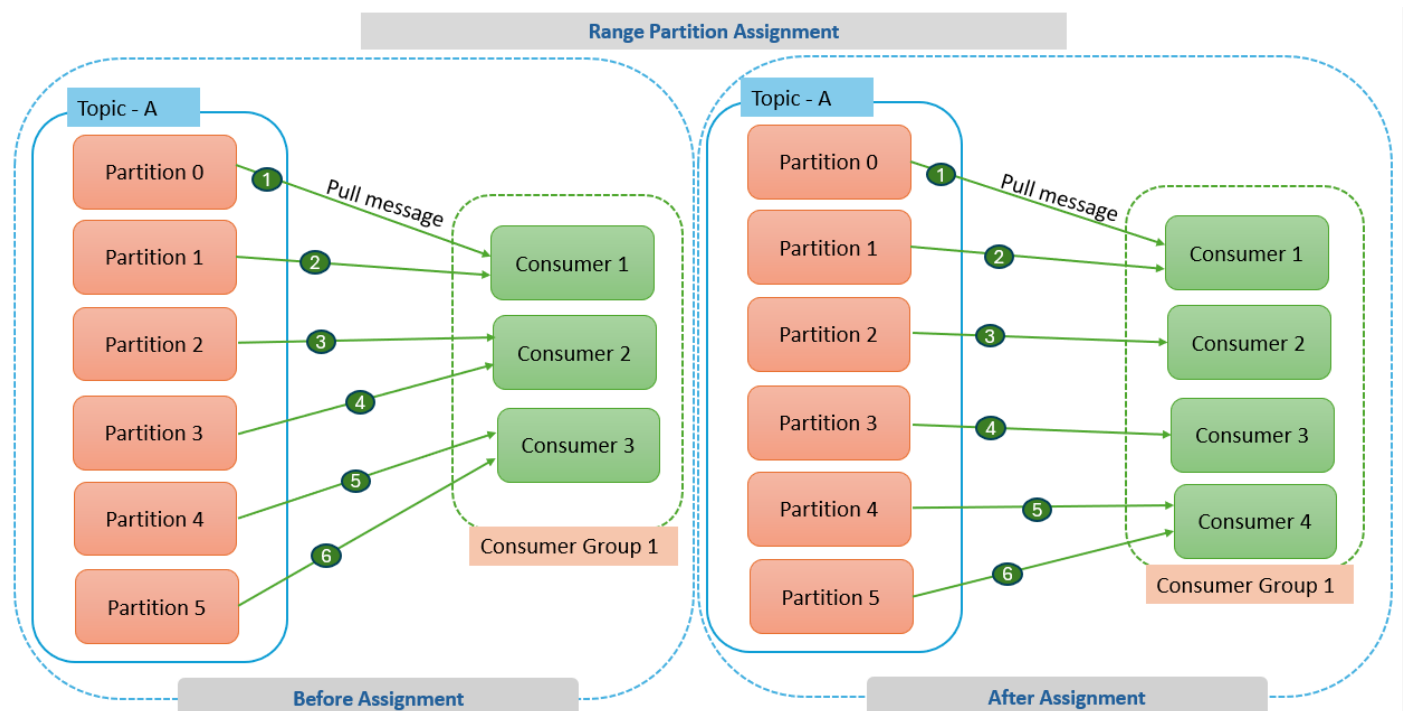 Range Partition Assignment
Topic - A
Partition 0
Partition 1
Partition 2
Partition 3
Partition 4
Partition 5
1
Pull message
2
3
4
5
6
Consumer 1
Consumer 2
Consumer 3
Consumer Group 1
Before Assignment
Topic - A
Partition 0
Partition 1
Partition 2
Partition 3
Partition 4
Partition 5
1
Pull message
2
3
4
5
6
Consumer 1
Consumer 2
Consumer 3
Consumer 4
Consumer Group 1
After Assignment